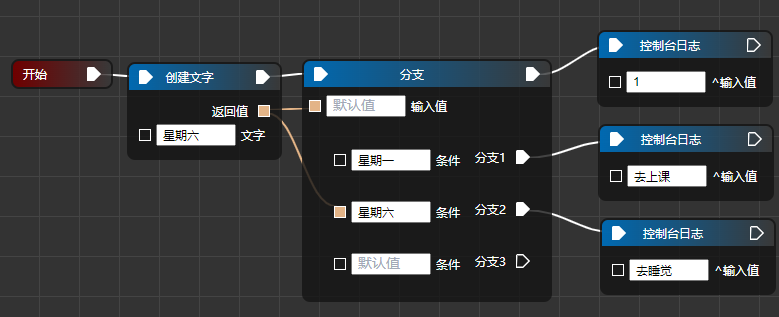 开始
创建文字
返回值
星期六 文字
分支
默认值 输入值
星期一 条件 分支1
星期六 条件 分支2
默认值 条件 分支3
控制台日志
1 ^输入值
控制台日志
去上课 ^输入值
控制台日志
去睡觉 ^输入值